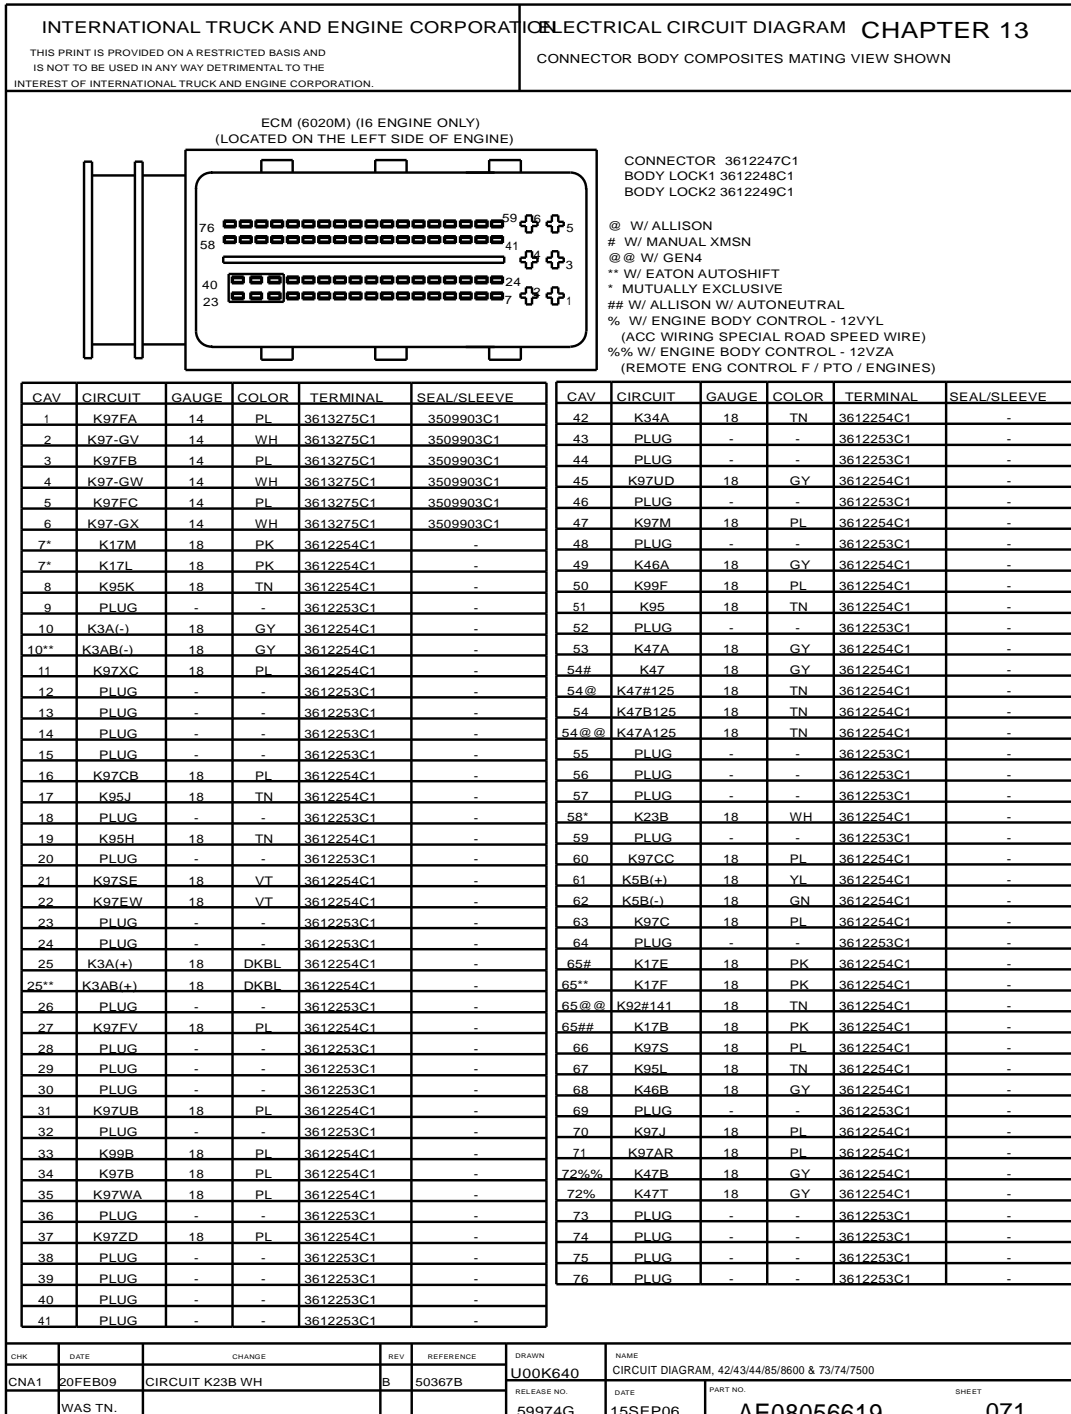 INTERNATIONAL TRUCK AND ENGINE CORPORATION
THIS PRINT IS PROVIDED ON A RESTRICTED BASIS AND
IS NOT TO BE USED IN ANY WAY DETRIMENTAL TO THE
INTEREST OF INTERNATIONAL TRUCK AND ENGINE CORPORATION.
ELECTRICAL CIRCUIT DIAGRAM CHAPTER 13
CONNECTOR BODY COMPOSITES MATING VIEW SHOWN
ECM (6020M) (I6 ENGINE ONLY)
(LOCATED ON THE LEFT SIDE OF ENGINE)
76 59 6 5
58 41
4 3
40 24
23 7 2 1
CONNECTOR 3612247C1
BODY LOCK1 3612248C1
BODY LOCK2 3612249C1
@ W/ ALLISON
# W/ MANUAL XMSN
@@ W/ GEN4
** W/ EATON AUTOSHIFT
* MUTUALLY EXCLUSIVE
## W/ ALLISON W/ AUTONEUTRAL
% W/ ENGINE BODY CONTROL - 12VYL
(ACC WIRING SPECIAL ROAD SPEED WIRE)
%% W/ ENGINE BODY CONTROL - 12VZA
(REMOTE ENG CONTROL F / PTO / ENGINES)
CAV CIRCUIT GAUGE COLOR TERMINAL SEAL/SLEEVE
1 K97FA 14 PL 3613275C1 3509903C1
2 K97-GV 14 WH 3613275C1 3509903C1
3 K97FB 14 PL 3613275C1 3509903C1
4 K97-GW 14 WH 3613275C1 3509903C1
5 K97FC 14 PL 3613275C1 3509903C1
6 K97-GX 14 WH 3613275C1 3509903C1
7* K17M 18 PK 3612254C1 -
7* K17L 18 PK 3612254C1 -
8 K95K 18 TN 3612254C1 -
9 PLUG - - 3612253C1 -
10 K3A(-) 18 GY 3612254C1 -
10** K3AB(-) 18 GY 3612254C1 -
11 K97XC 18 PL 3612254C1 -
12 PLUG - - 3612253C1 -
13 PLUG - - 3612253C1 -
14 PLUG - - 3612253C1 -
15 PLUG - - 3612253C1 -
16 K97CB 18 PL 3612254C1 -
17 K95J 18 TN 3612254C1 -
18 PLUG - - 3612253C1 -
19 K95H 18 TN 3612254C1 -
20 PLUG - - 3612253C1 -
21 K97SE 18 VT 3612254C1 -
22 K97EW 18 VT 3612254C1 -
23 PLUG - - 3612253C1 -
24 PLUG - - 3612253C1 -
25 K3A(+) 18 DKBL 3612254C1 -
25** K3AB(+) 18 DKBL 3612254C1 -
26 PLUG - - 3612253C1 -
27 K97FV 18 PL 3612254C1 -
28 PLUG - - 3612253C1 -
29 PLUG - - 3612253C1 -
30 PLUG - - 3612253C1 -
31 K97UB 18 PL 3612254C1 -
32 PLUG - - 3612253C1 -
33 K99B 18 PL 3612254C1 -
34 K97B 18 PL 3612254C1 -
35 K97WA 18 PL 3612254C1 -
36 PLUG - - 3612253C1 -
37 K97ZD 18 PL 3612254C1 -
38 PLUG - - 3612253C1 -
39 PLUG - - 3612253C1 -
40 PLUG - - 3612253C1 -
41 PLUG - - 3612253C1 -
CAV CIRCUIT GAUGE COLOR TERMINAL SEAL/SLEEVE
42 K34A 18 TN 3612254C1 -
43 PLUG - - 3612253C1 -
44 PLUG - - 3612253C1 -
45 K97UD 18 GY 3612254C1 -
46 PLUG - - 3612253C1 -
47 K97M 18 PL 3612254C1 -
48 PLUG - - 3612253C1 -
49 K46A 18 GY 3612254C1 -
50 K99F 18 PL 3612254C1 -
51 K95 18 TN 3612254C1 -
52 PLUG - - 3612253C1 -
53 K47A 18 GY 3612254C1 -
54# K47 18 GY 3612254C1 -
54@ K47#125 18 TN 3612254C1 -
54 K47B125 18 TN 3612254C1 -
54@@ K47A125 18 TN 3612254C1 -
55 PLUG - - 3612253C1 -
56 PLUG - - 3612253C1 -
57 PLUG - - 3612253C1 -
58* K23B 18 WH 3612254C1 -
59 PLUG - - 3612253C1 -
60 K97CC 18 PL 3612254C1 -
61 K5B(+) 18 YL 3612254C1 -
62 K5B(-) 18 GN 3612254C1 -
63 K97C 18 PL 3612254C1 -
64 PLUG - - 3612253C1 -
65# K17E 18 PK 3612254C1 -
65** K17F 18 PK 3612254C1 -
65@@ K92#141 18 TN 3612254C1 -
65## K17B 18 PK 3612254C1 -
66 K97S 18 PL 3612254C1 -
67 K95L 18 TN 3612254C1 -
68 K46B 18 GY 3612254C1 -
69 PLUG - - 3612253C1 -
70 K97J 18 PL 3612254C1 -
71 K97AR 18 PL 3612254C1 -
72%% K47B 18 GY 3612254C1 -
72% K47T 18 GY 3612254C1 -
73 PLUG - - 3612253C1 -
74 PLUG - - 3612253C1 -
75 PLUG - - 3612253C1 -
76 PLUG - - 3612253C1 -
CHK DATE CHANGE REV REFERENCE
CNA1 20FEB09 CIRCUIT K23B WH B 50367B
WAS TN.
DRAWN
U00K640
NAME
CIRCUIT DIAGRAM, 42/43/44/85/8600 & 73/74/7500
RELEASE NO. DATE PART NO. SHEET
59974G 15SEP06 AE08056619 071